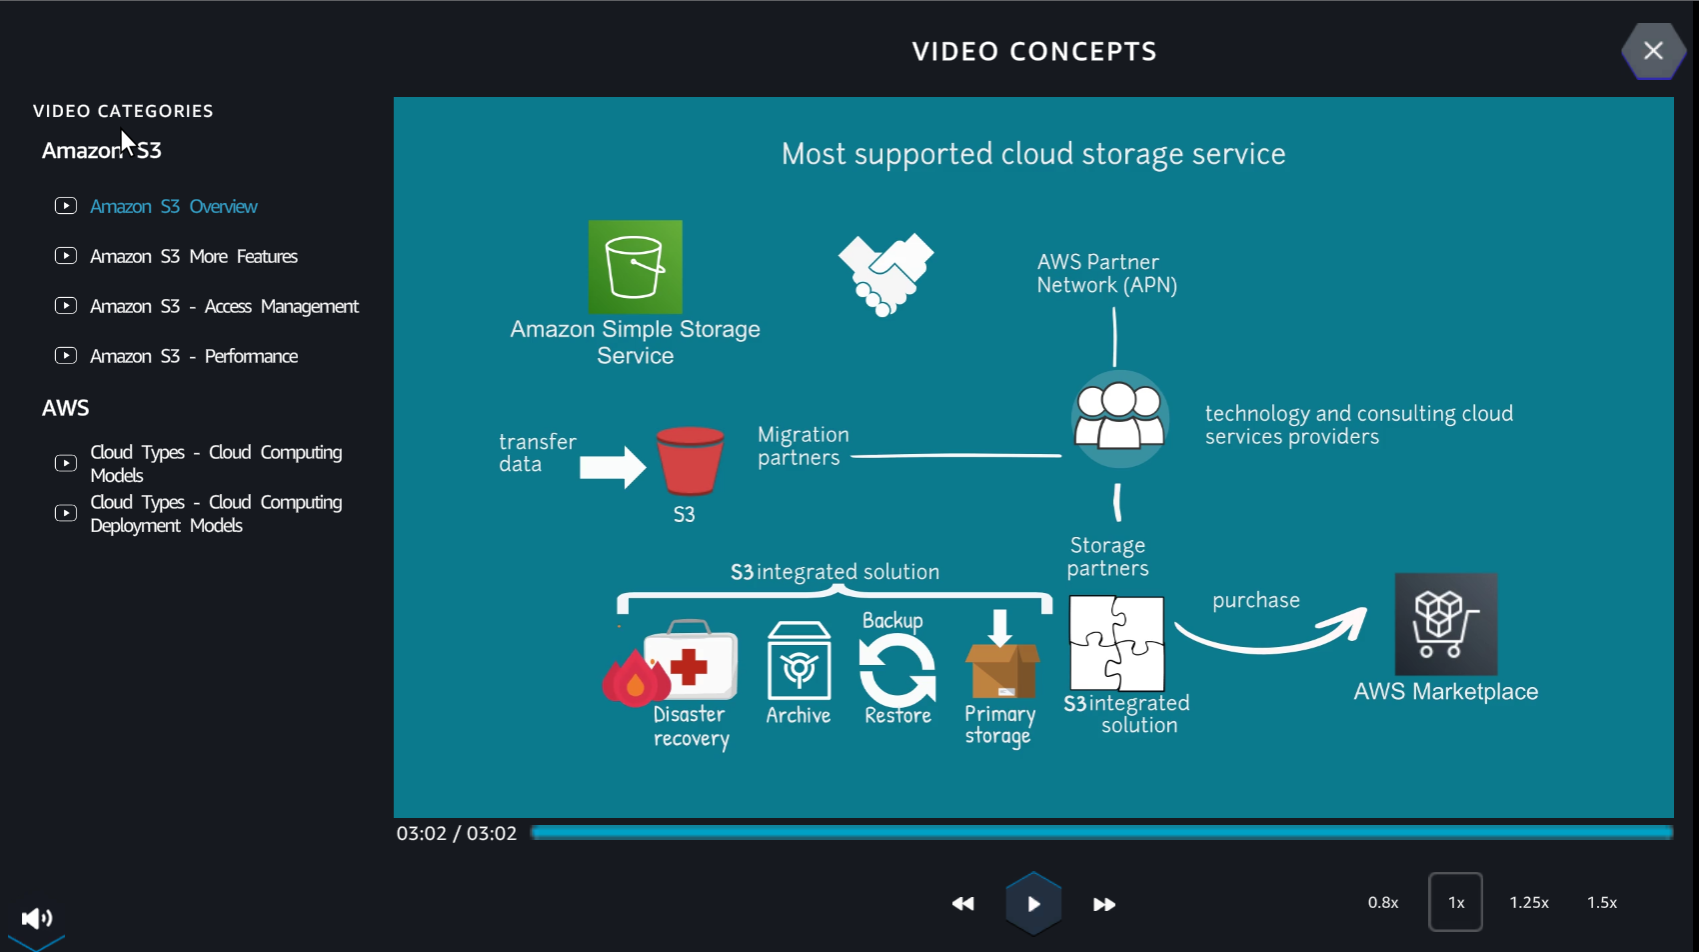 VIDEO CONCEPTS
VIDEO CATEGORIES
Amazon S3
Amazon S3 Overview
Amazon S3 More Features
Amazon S3 - Access Management
Amazon S3 - Performance
AWS
Cloud Types - Cloud Computing
Models
Cloud Types - Cloud Computing
Deployment Models
Most supported cloud storage service
Amazon Simple Storage
Service
AWS Partner
Network (APN)
transfer
data
S3
Migration
partners
technology and consulting cloud
services providers
Storage
partners
S3 integrated solution
Disaster
recovery
Archive
Backup
Restore
Primary
storage
S3 integrated
solution
purchase
AWS Marketplace
03:02 / 03:02
0.8x
1x
1.25x
1.5x